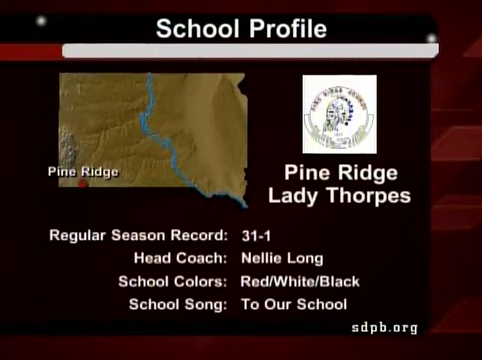 School Profile
Pine Ridge
Pine Ridge
Lady Thorpes
Regular Season Record: 31-1
Head Coach: Nellie Long
School Colors: Red/White/Black
School Song: To Our School
sdpb.org